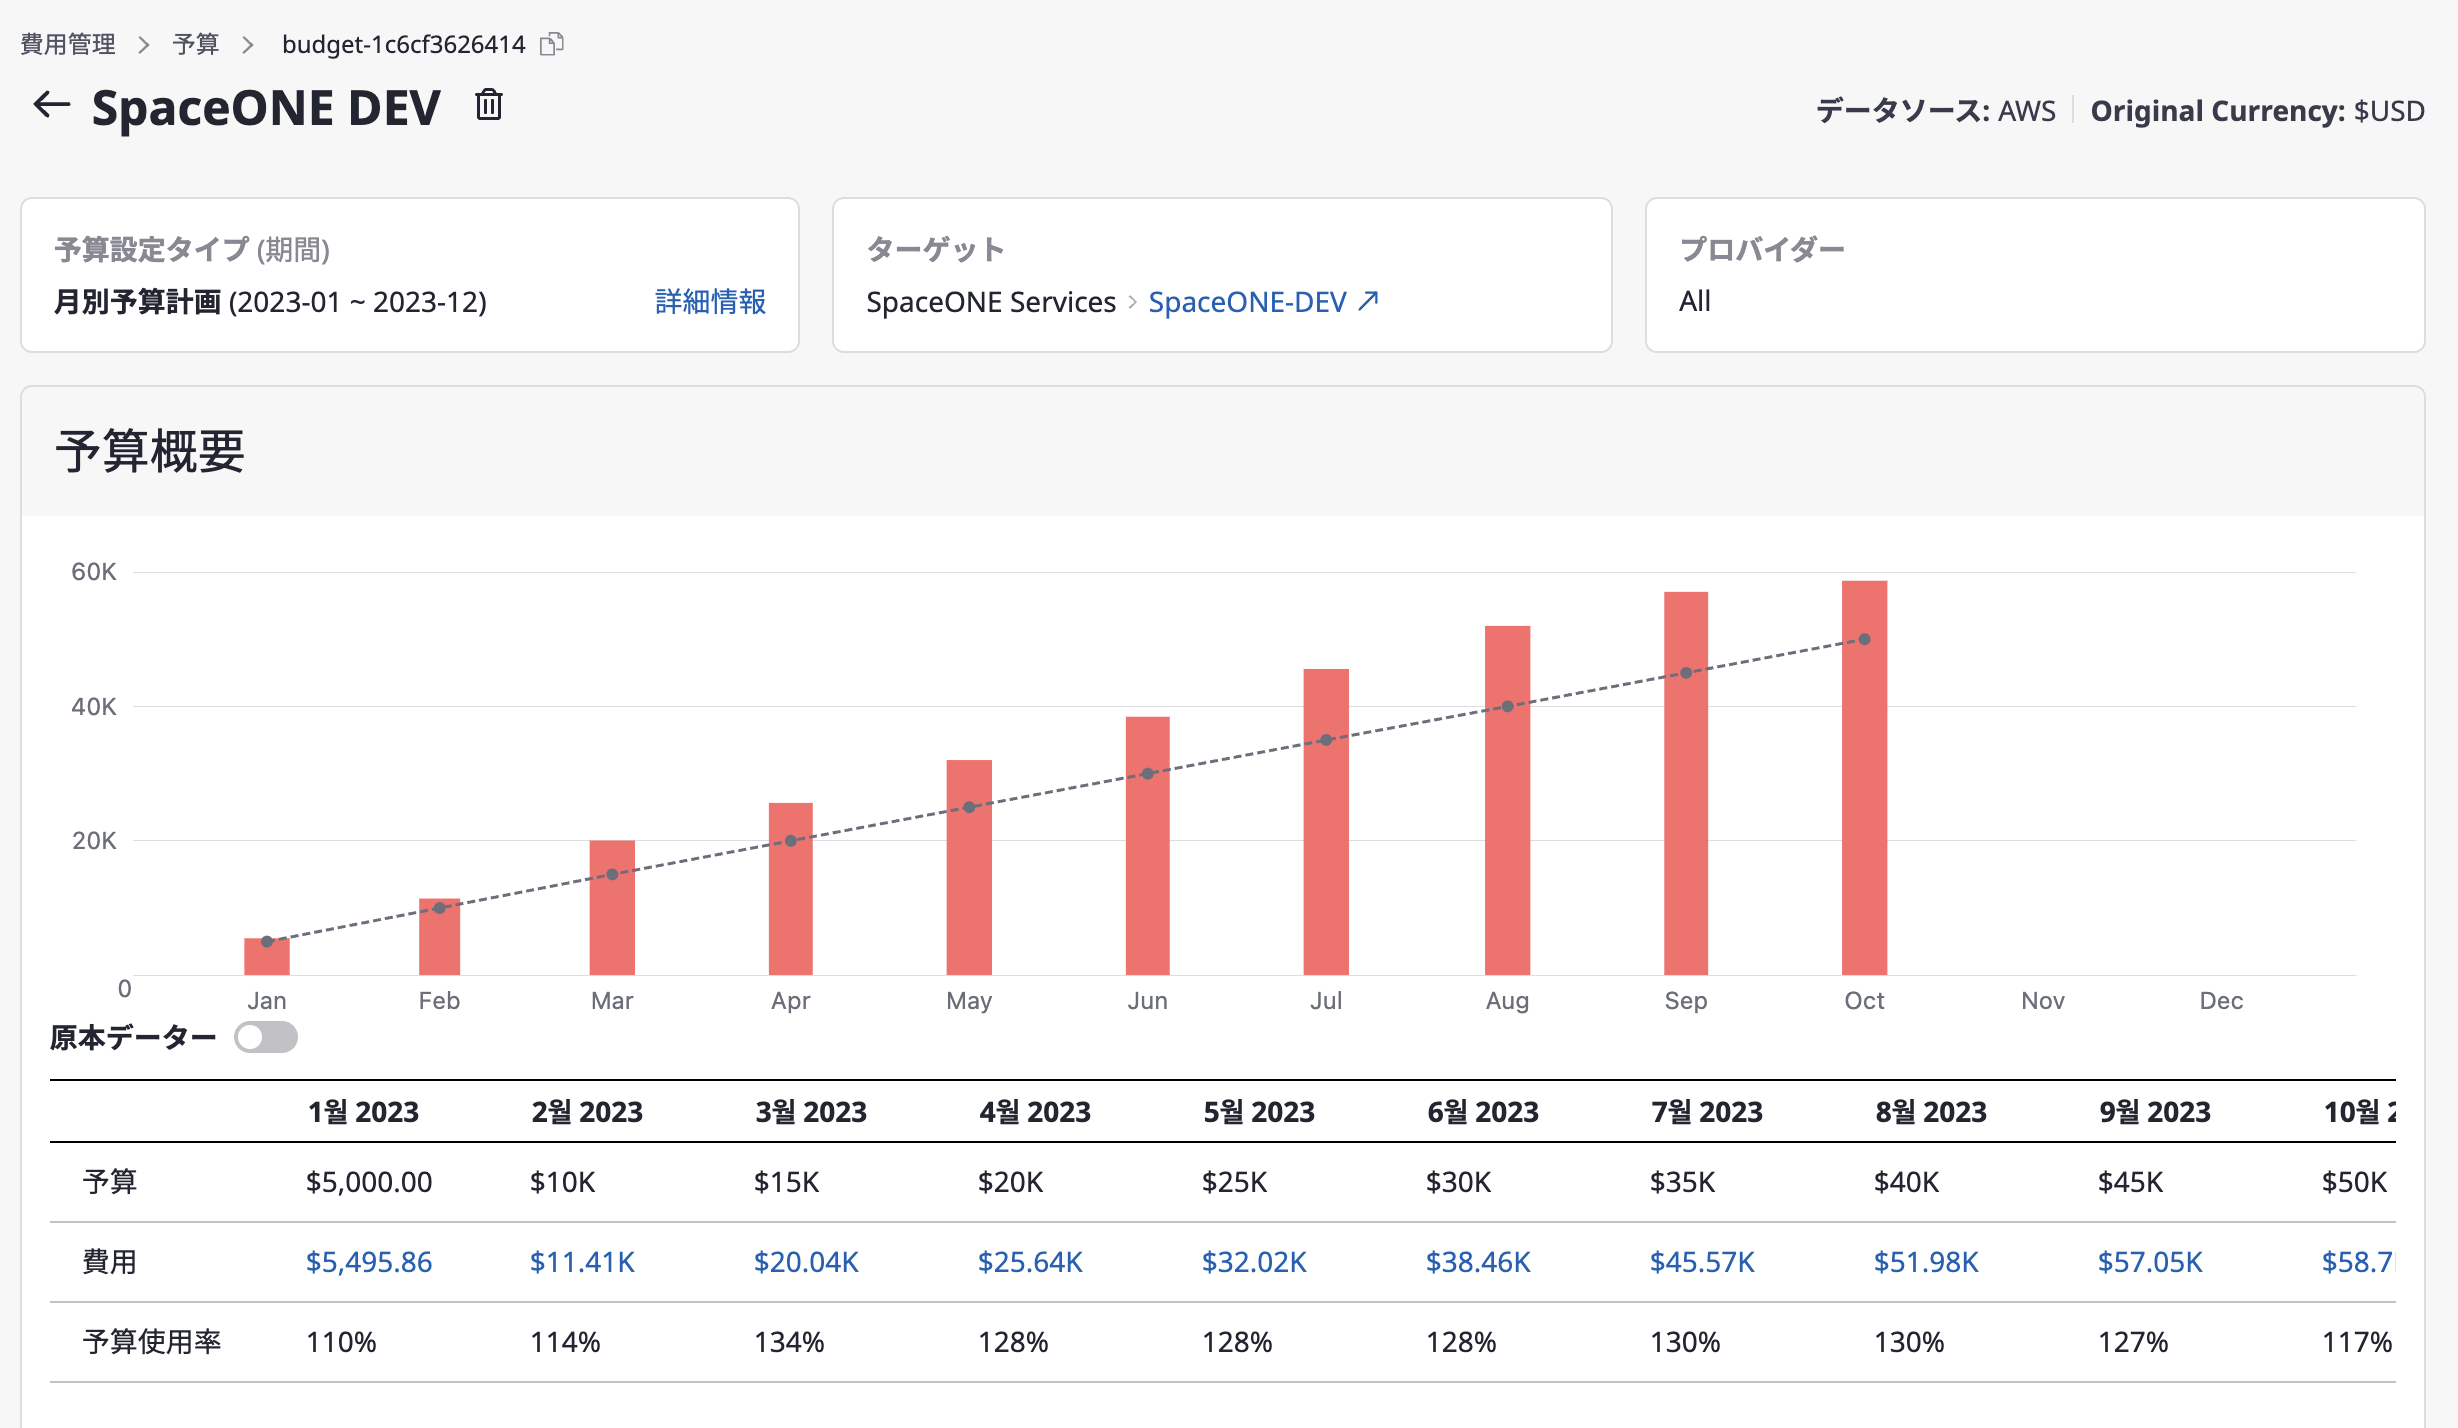 費用管理 > 予算 > budget-1c6cf3626414
SpaceONE DEV
データソース: AWS
Original Currency: $USD
予算設定タイプ (期間)
月別予算計画 (2023-01 ~ 2023-12)
詳細情報
ターゲット
SpaceONE Services > SpaceONE-DEV
プロバイダー
All
予算概要
60K
40K
20K
0
Jan Feb Mar Apr May Jun Jul Aug Sep Oct Nov Dec
原本データー
1월 2023 2월 2023 3월 2023 4월 2023 5월 2023 6월 2023 7월 2023 8월 2023 9월 2023 10월
予算 $5,000.00 $10K $15K $20K $25K $30K $35K $40K $45K $50K
費用 $5,495.86 $11.41K $20.04K $25.64K $32.02K $38.46K $45.57K $51.98K $57.05K $58.7
予算使用率 110% 114% 134% 128% 128% 128% 130% 130% 127% 117%